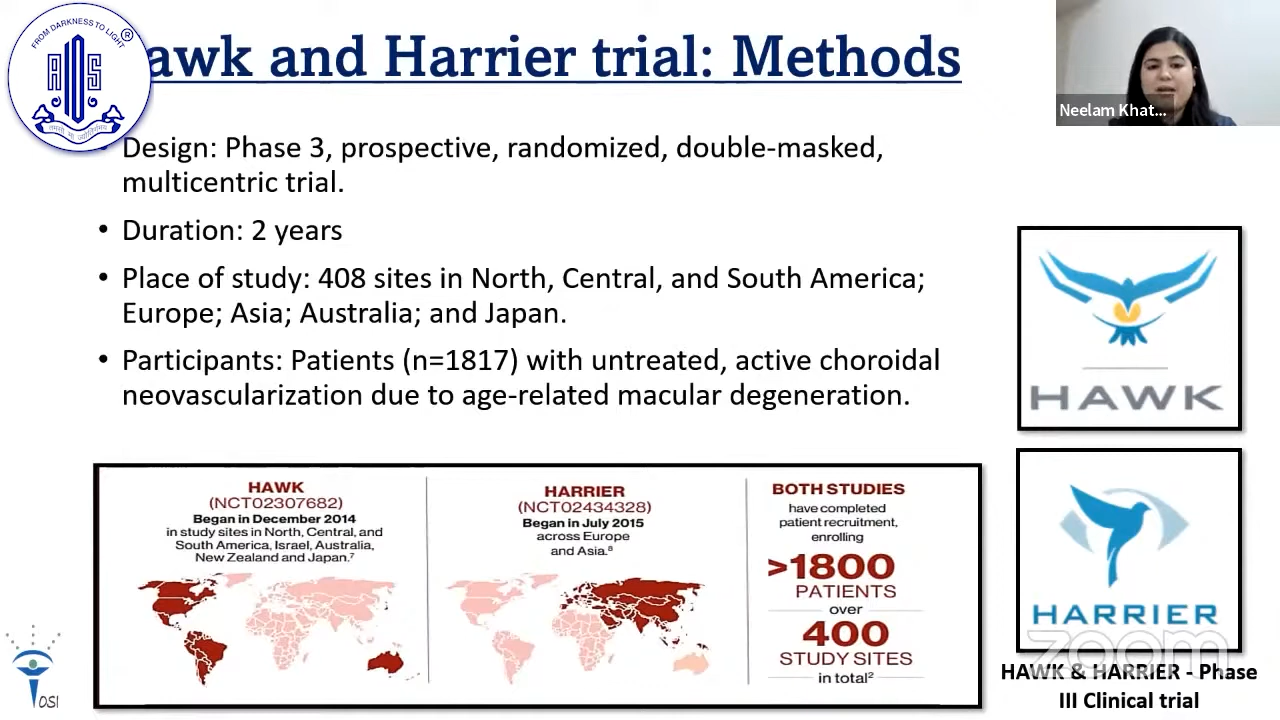 FROM DARKNESS TO LIGHT
®
awk and Harrier trial: Methods
Neelam Khat...
• Design: Phase 3, prospective, randomized, double-masked,
multicentric trial.
• Duration: 2 years
• Place of study: 408 sites in North, Central, and South America;
Europe; Asia; Australia; and Japan.
• Participants: Patients (n=1817) with untreated, active choroidal
neovascularization due to age-related macular degeneration.
HAWK
(NCT02307682)
Began in December 2014
in study sites in North, Central, and
South America, Israel, Australia,
New Zealand and Japan.7
HARRIER
(NCT02434328)
Began in July 2015
across Europe
and Asia.8
BOTH STUDIES
have completed
patient recruitment,
enrolling
>1800
PATIENTS
over
400
STUDY SITES
in total2
HAWK
HARRIER
zoom
HAWK & HARRIER - Phase
III Clinical trial
OSI